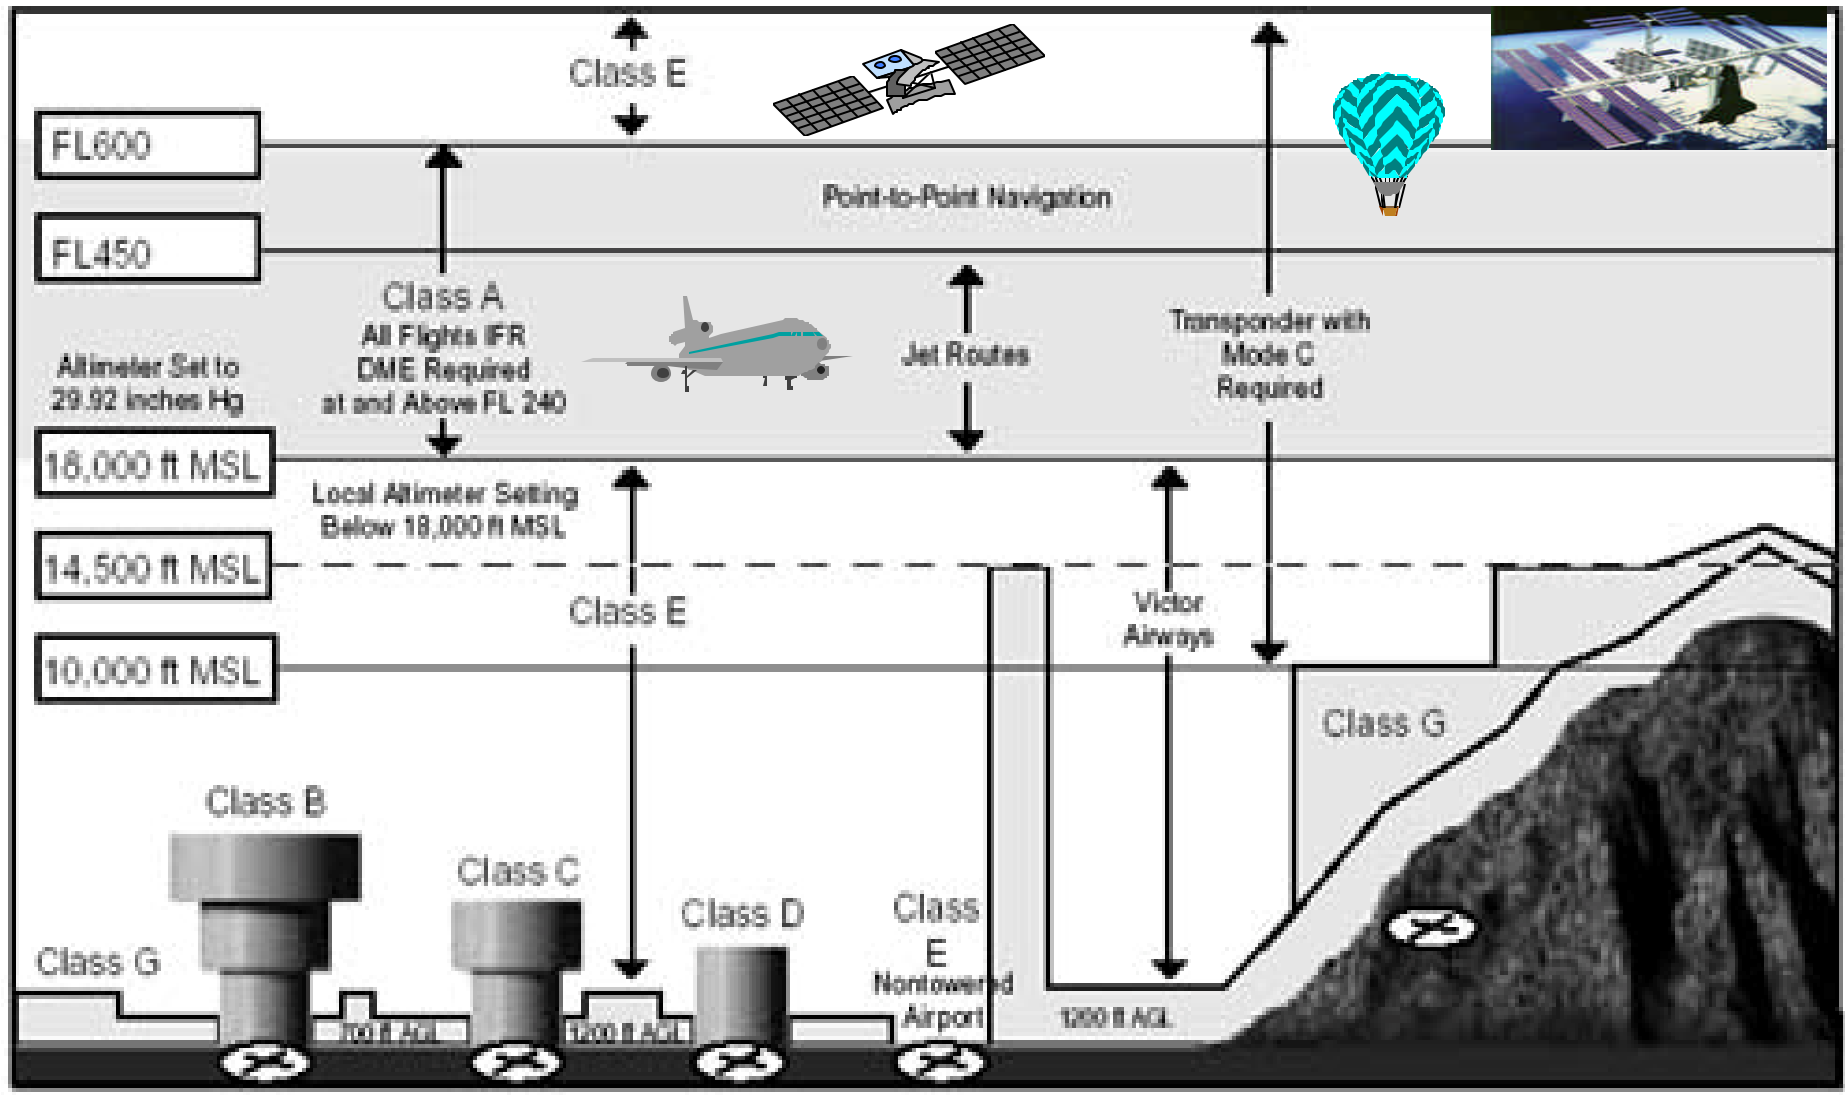 Class E
FL600
Point-to-Point Navigation
FL450
Class A
All Flights IFR
DME Required
at and Above FL 240
Jet Routes
Transponder with
Mode C
Required
Altimeter Set to
29.92 inches Hg
18,000 ft MSL
Local Altimeter Setting
Below 18,000 ft MSL
14,500 ft MSL
Class E
Victor
Airways
10,000 ft MSL
Class G
Class B
Class C
Class D
Class
E
Nontowered
Airport
Class G
700 ft AGL
1200 ft AGL
1200 ft AGL